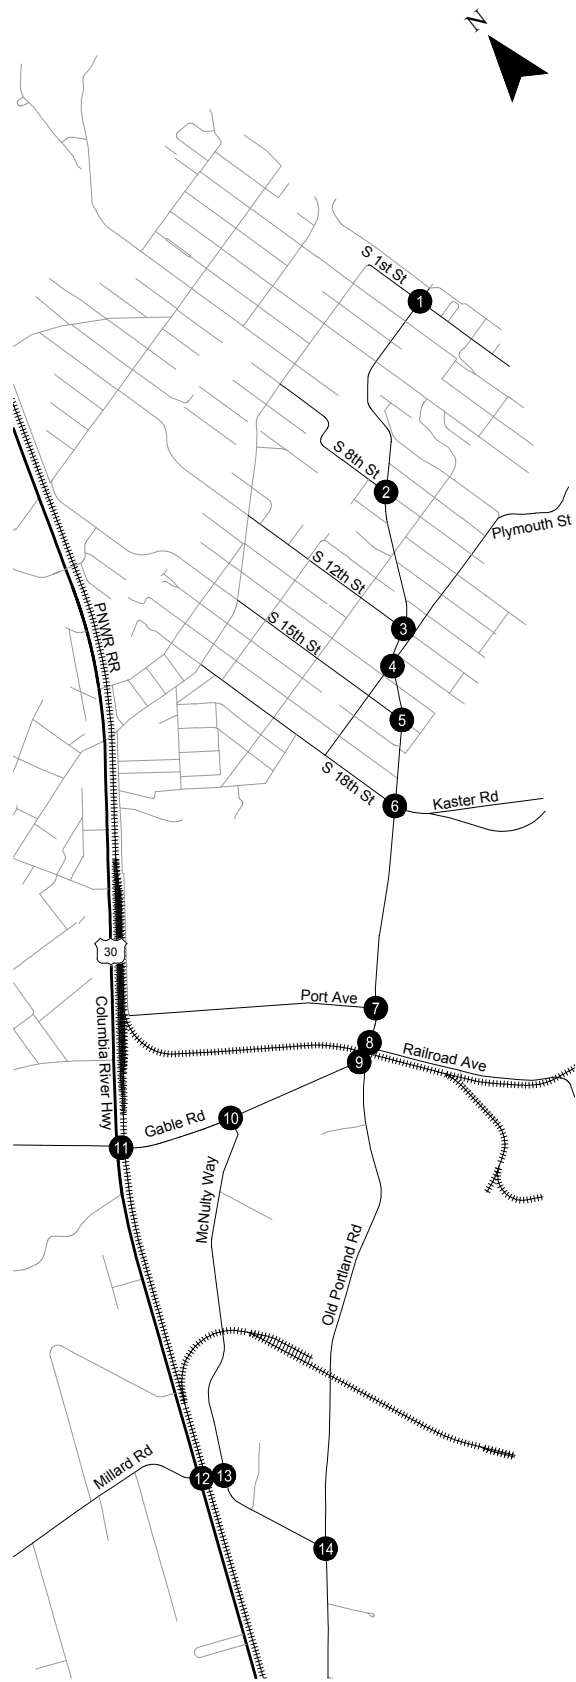 N
S 1st St
1
S 8th St
2
Plymouth St
S 12th St
3
PNWR RR
S 15th St
4
5
S 18th St
6
Kaster Rd
30
Port Ave
7
Columbia River Hwy
8
Railroad Ave
9
Gable Rd
10
11
McNulty Way
Old Portland Rd
Millard Rd
12
13
14